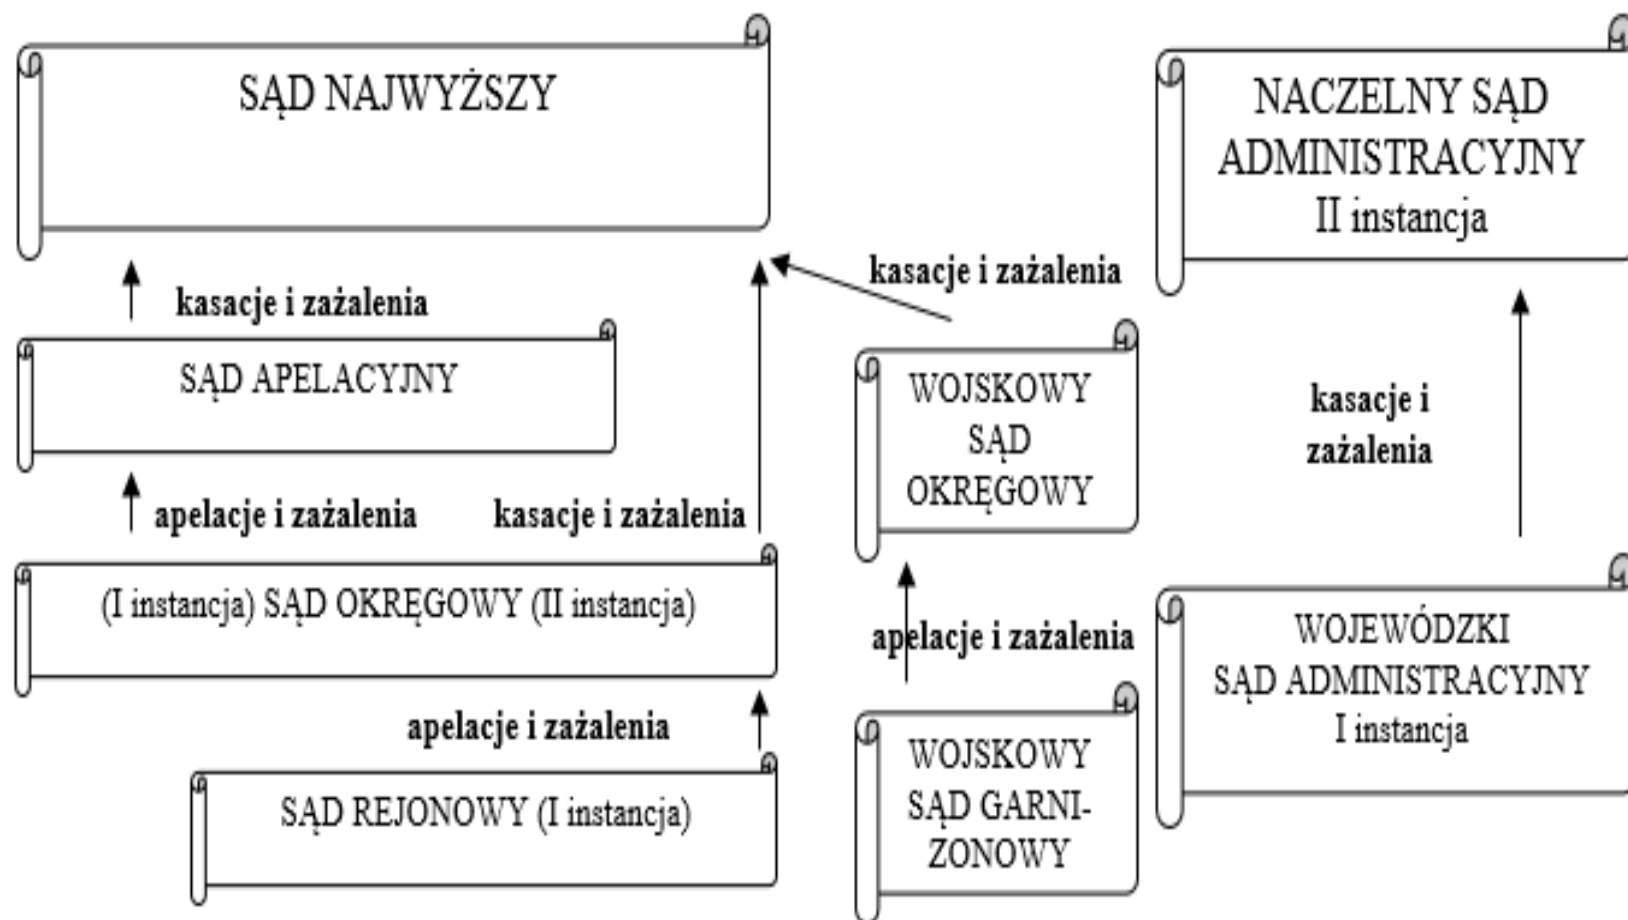 SĄD NAJWYŻSZY
NACZELNY SĄD
ADMINISTRACYJNY
II instancja
kasacje i zażalenia
kasacje i zażalenia
SĄD APELACYJNY
WOJSKOWY
SĄD
OKRĘGOWY
kasacje i
zażalenia
apelacje i zażalenia
kasacje i zażalenia
(I instancja) SĄD OKRĘGOWY (II instancja)
apelacje i zażalenia
WOJEWÓDZKI
SĄD ADMINISTRACYJNY
I instancja
apelacje i zażalenia
SĄD REJONOWY (I instancja)
WOJSKOWY
SĄD GARNI-
ZONOWY